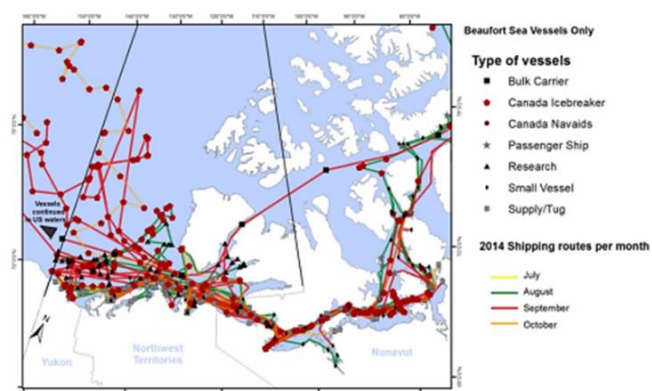 Beaufort Sea Vessels Only
Type of vessels
Bulk Carrier
Canada Icebreaker
Canada Navaids
Passenger Ship
Research
Small Vessel
Supply/Tug
2014 Shipping routes per month
July
August
September
October
Vessels
continued
in US waters
N
Yukon
Northwest
Territories
Nunavut